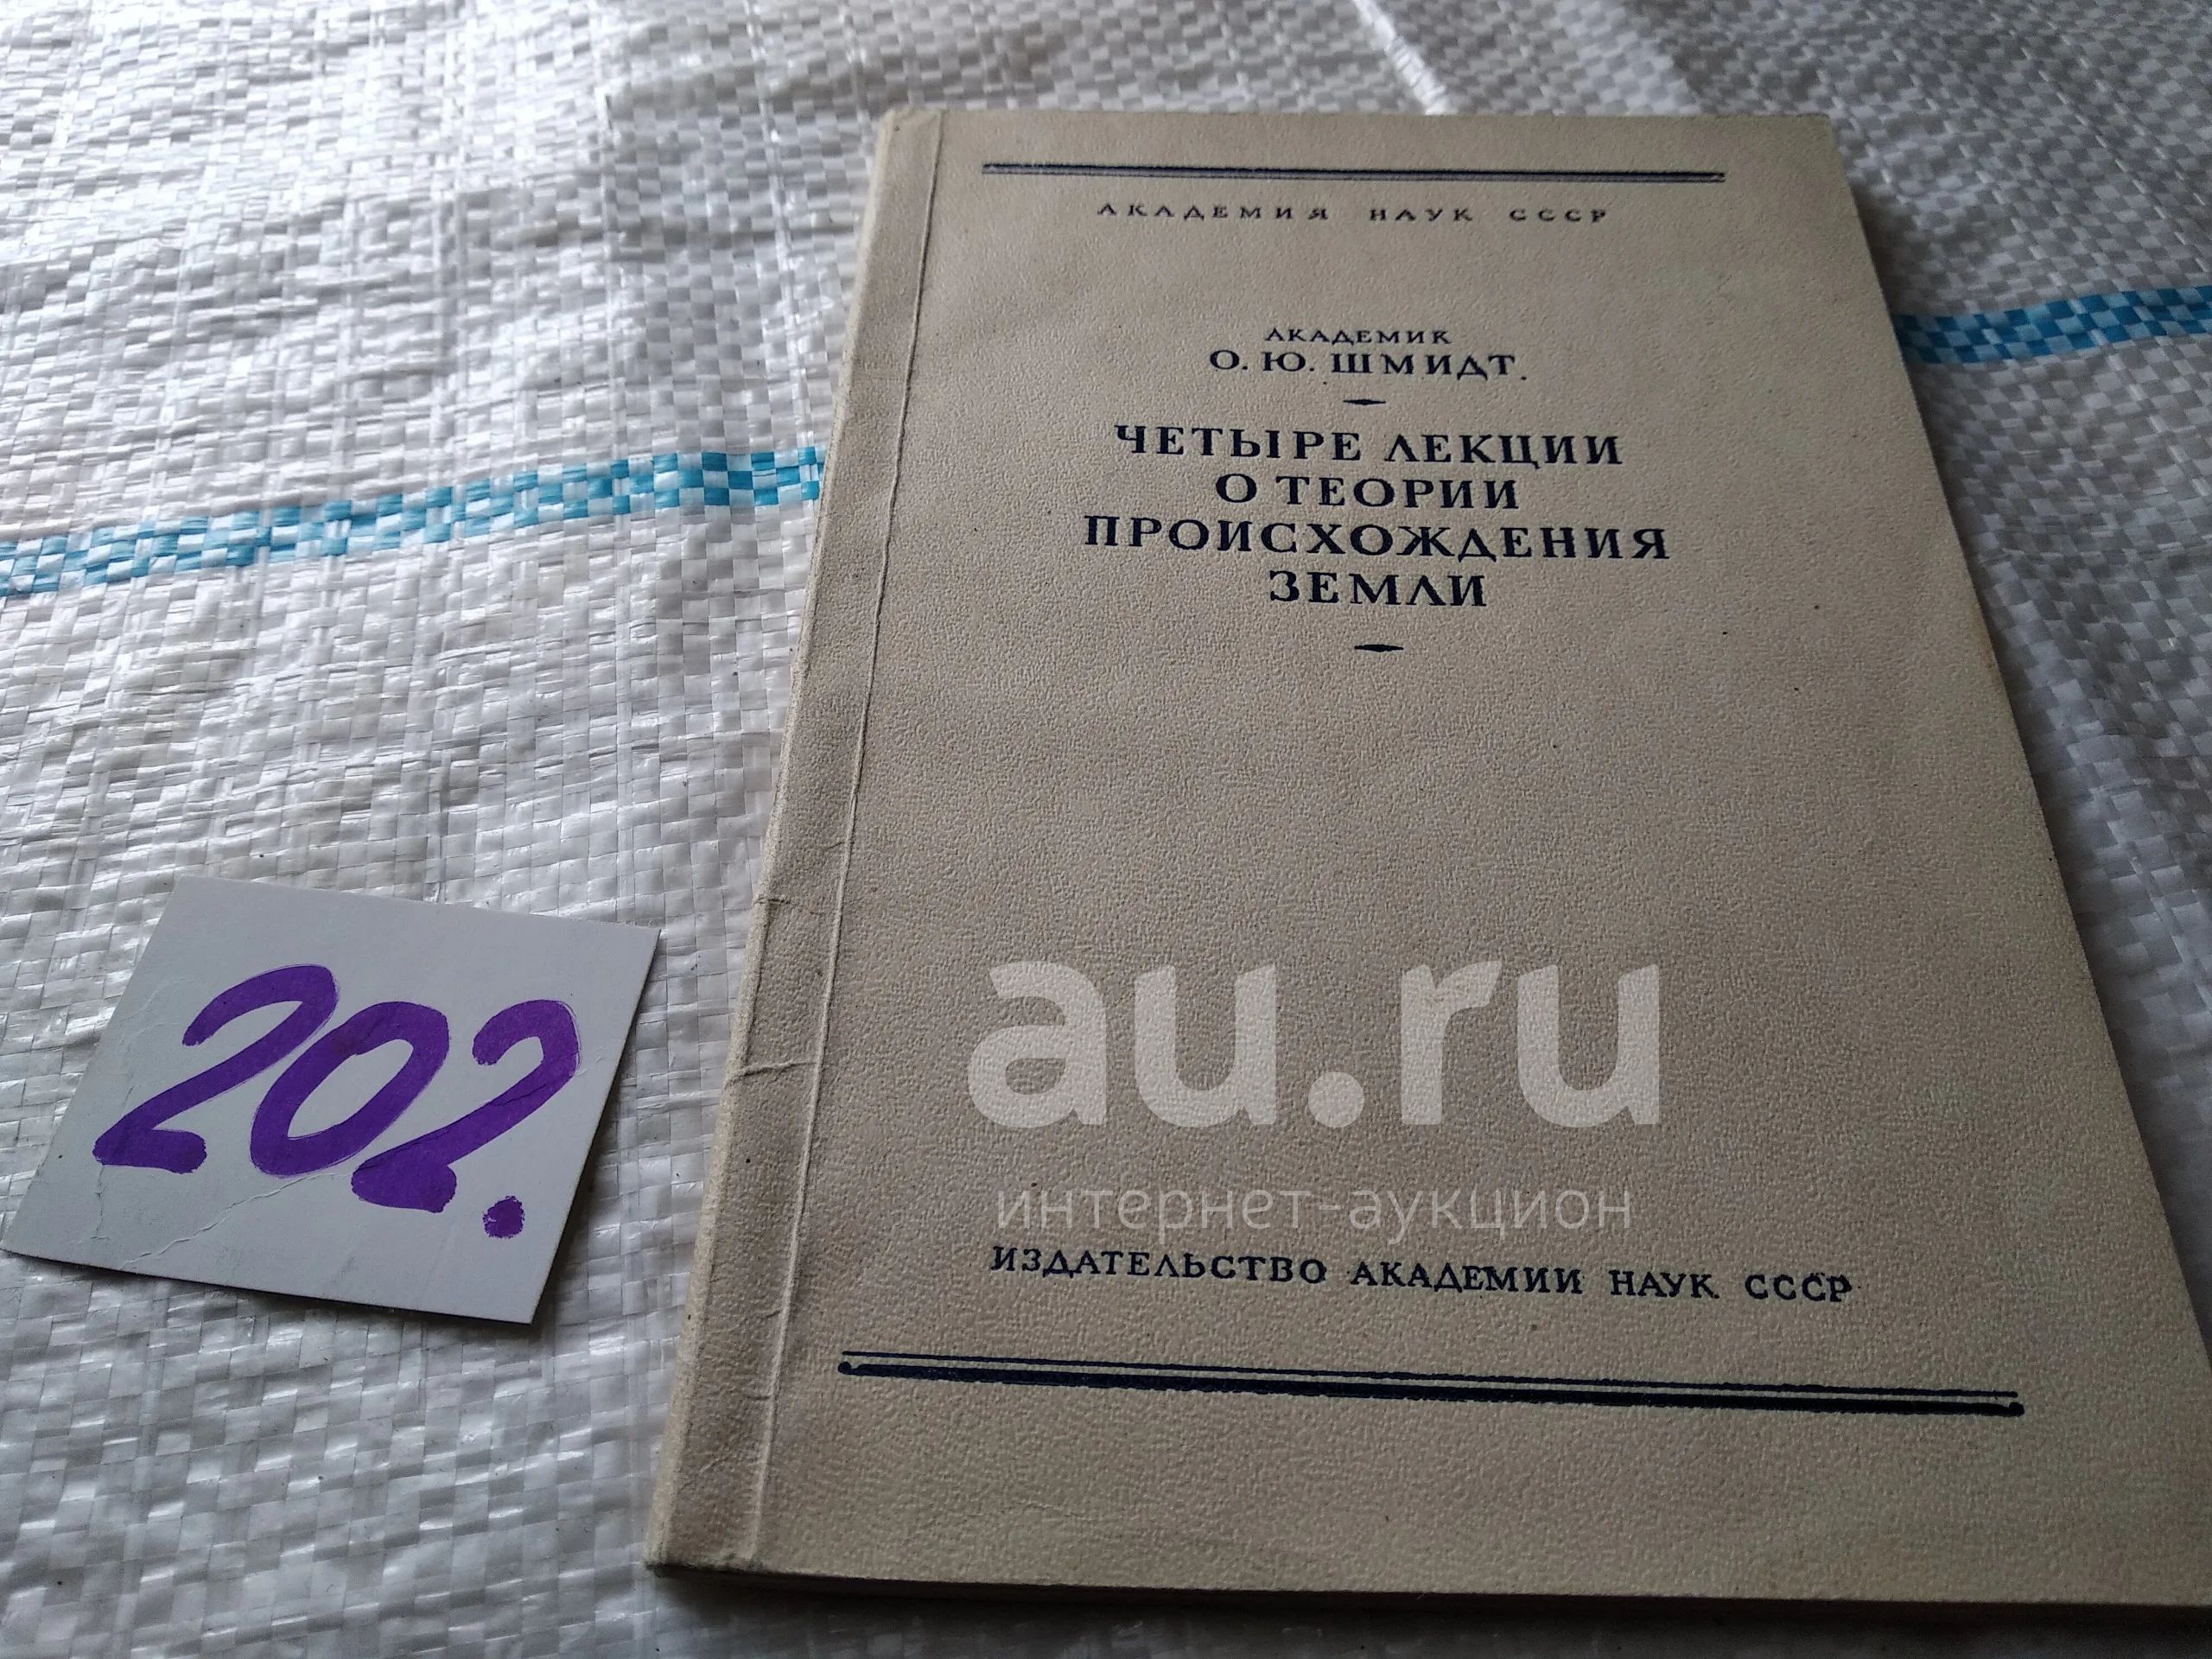 АКАДЕМИЯ НАУК СССР
АКАДЕМИК
О. Ю. ШМИДТ.
ЧЕТЫРЕ ЛЕКЦИИ
О ТЕОРИИ
ПРОИСХОЖДЕНИЯ
ЗЕМЛИ
au.ru
интернет-аукцион
ИЗДАТЕЛЬСТВО АКАДЕМИИ НАУК СССР
202.